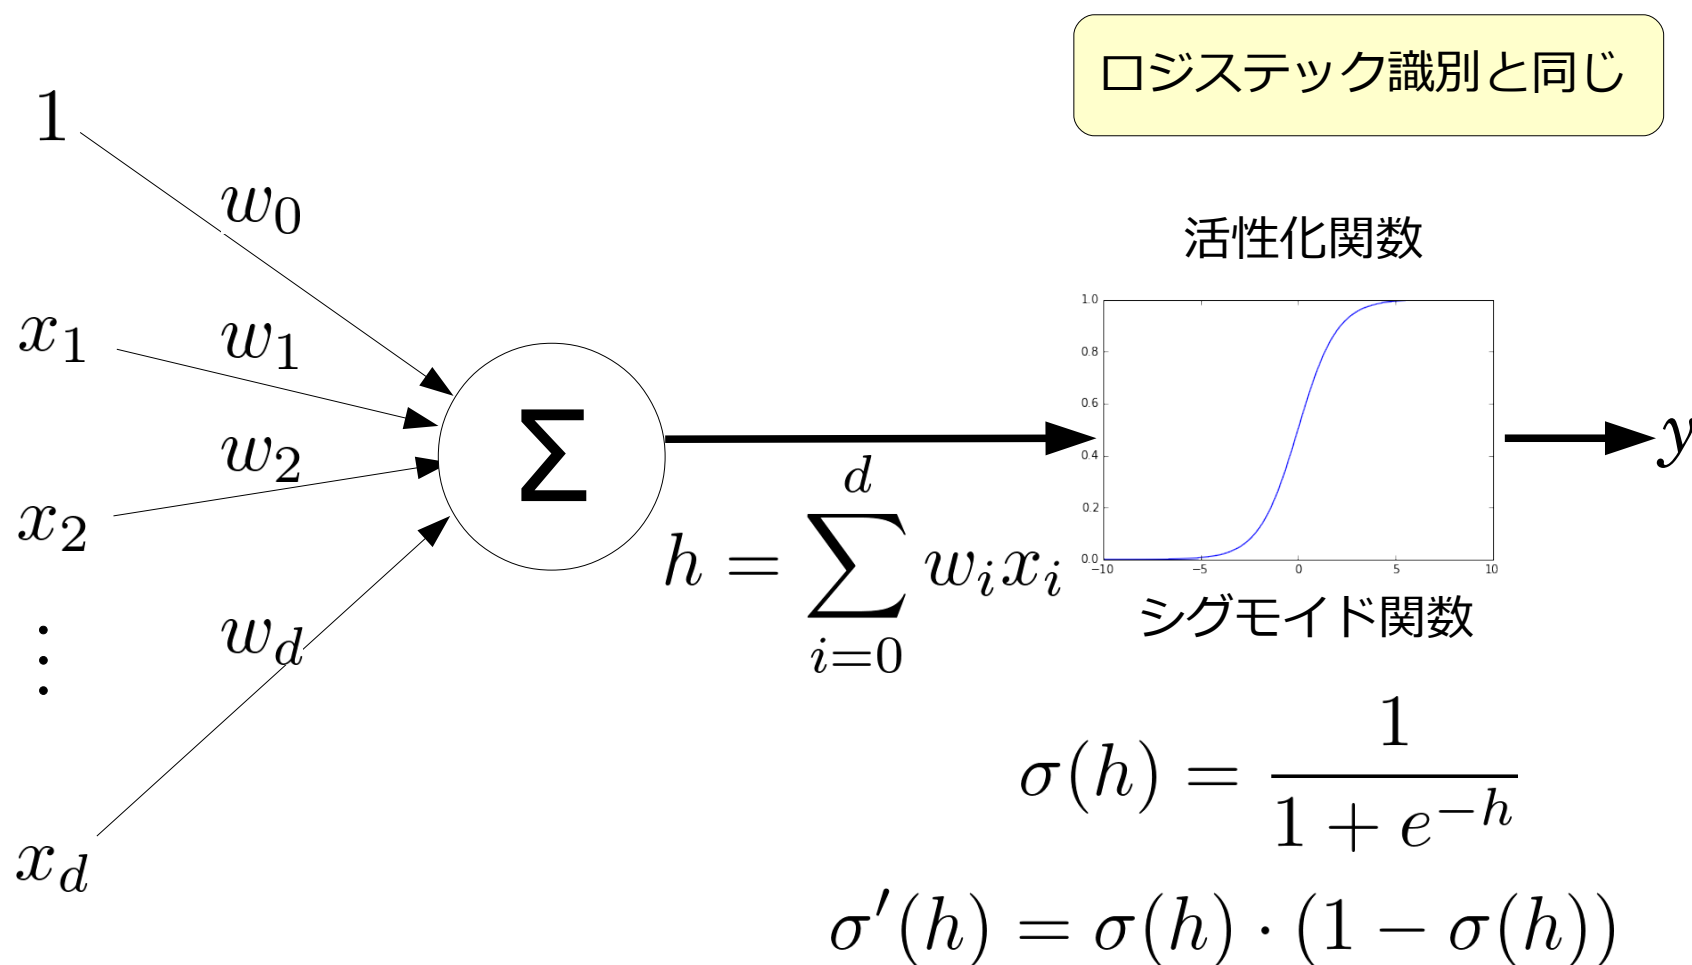 ロジステック識別と同じ
1
w_0
x_1
w_1
x_2
w_2
⋮
w_d
x_d
Σ
h = \sum_{i=0}^{d} w_i x_i
活性化関数
1.0
0.8
0.6
0.4
0.2
0.0
−10 −5 0 5 10
シグモイド関数
y
σ(h) = \frac{1}{1 + e^{-h}}
σ′(h) = σ(h) · (1 − σ(h))